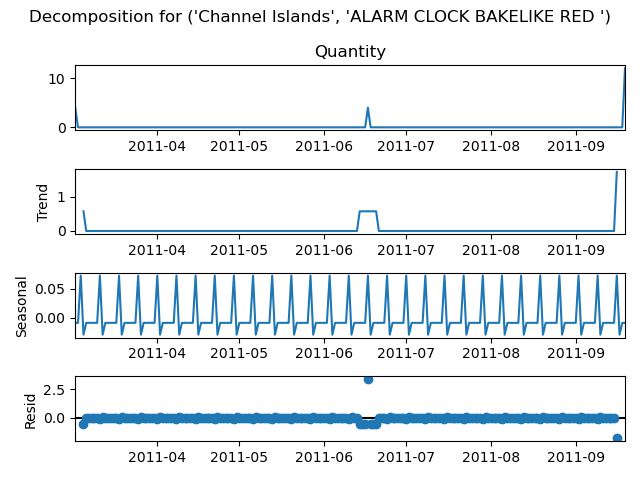 Decomposition for ('Channel Islands', 'ALARM CLOCK BAKELIKE RED ')
Quantity
10
0
2011-04 2011-05 2011-06 2011-07 2011-08 2011-09
Trend
1
0
2011-04 2011-05 2011-06 2011-07 2011-08 2011-09
Seasonal
0.05
0.00
2011-04 2011-05 2011-06 2011-07 2011-08 2011-09
Resid
2.5
0.0
2011-04 2011-05 2011-06 2011-07 2011-08 2011-09